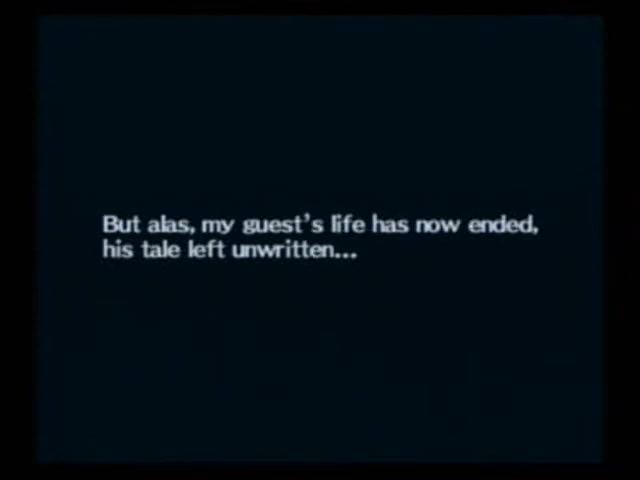 But alas, my guest's life has now ended,
his tale left unwritten...